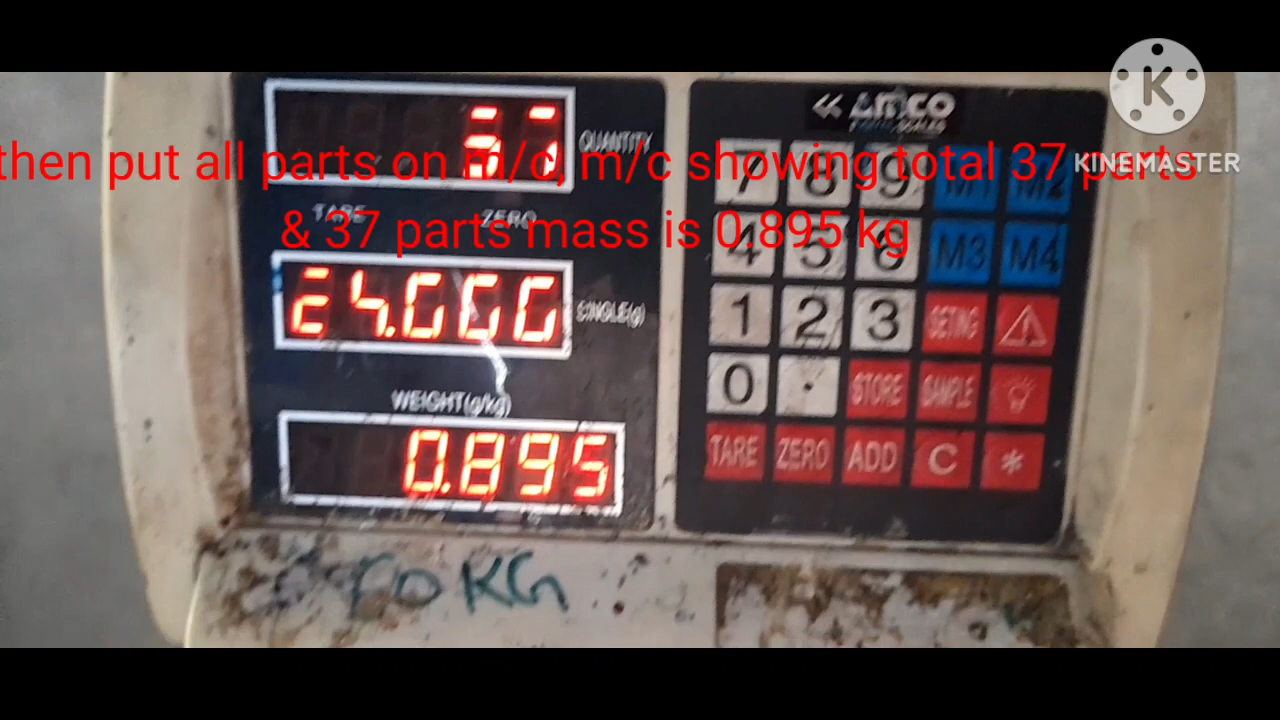 AMCO
KINEMASTER
then put all parts on m/c, m/c showing total 37 parts
& 37 parts mass is 0.895 kg
37
QUANTITY
TARE ZERO
SINGLE(g)
WEIGHT(g/kg)
0.895
7 8 9 M1 M2
4 5 6 M3 M4
1 2 3 SETING
0 . STORE SAMPLE
TARE ZERO ADD C *
KG